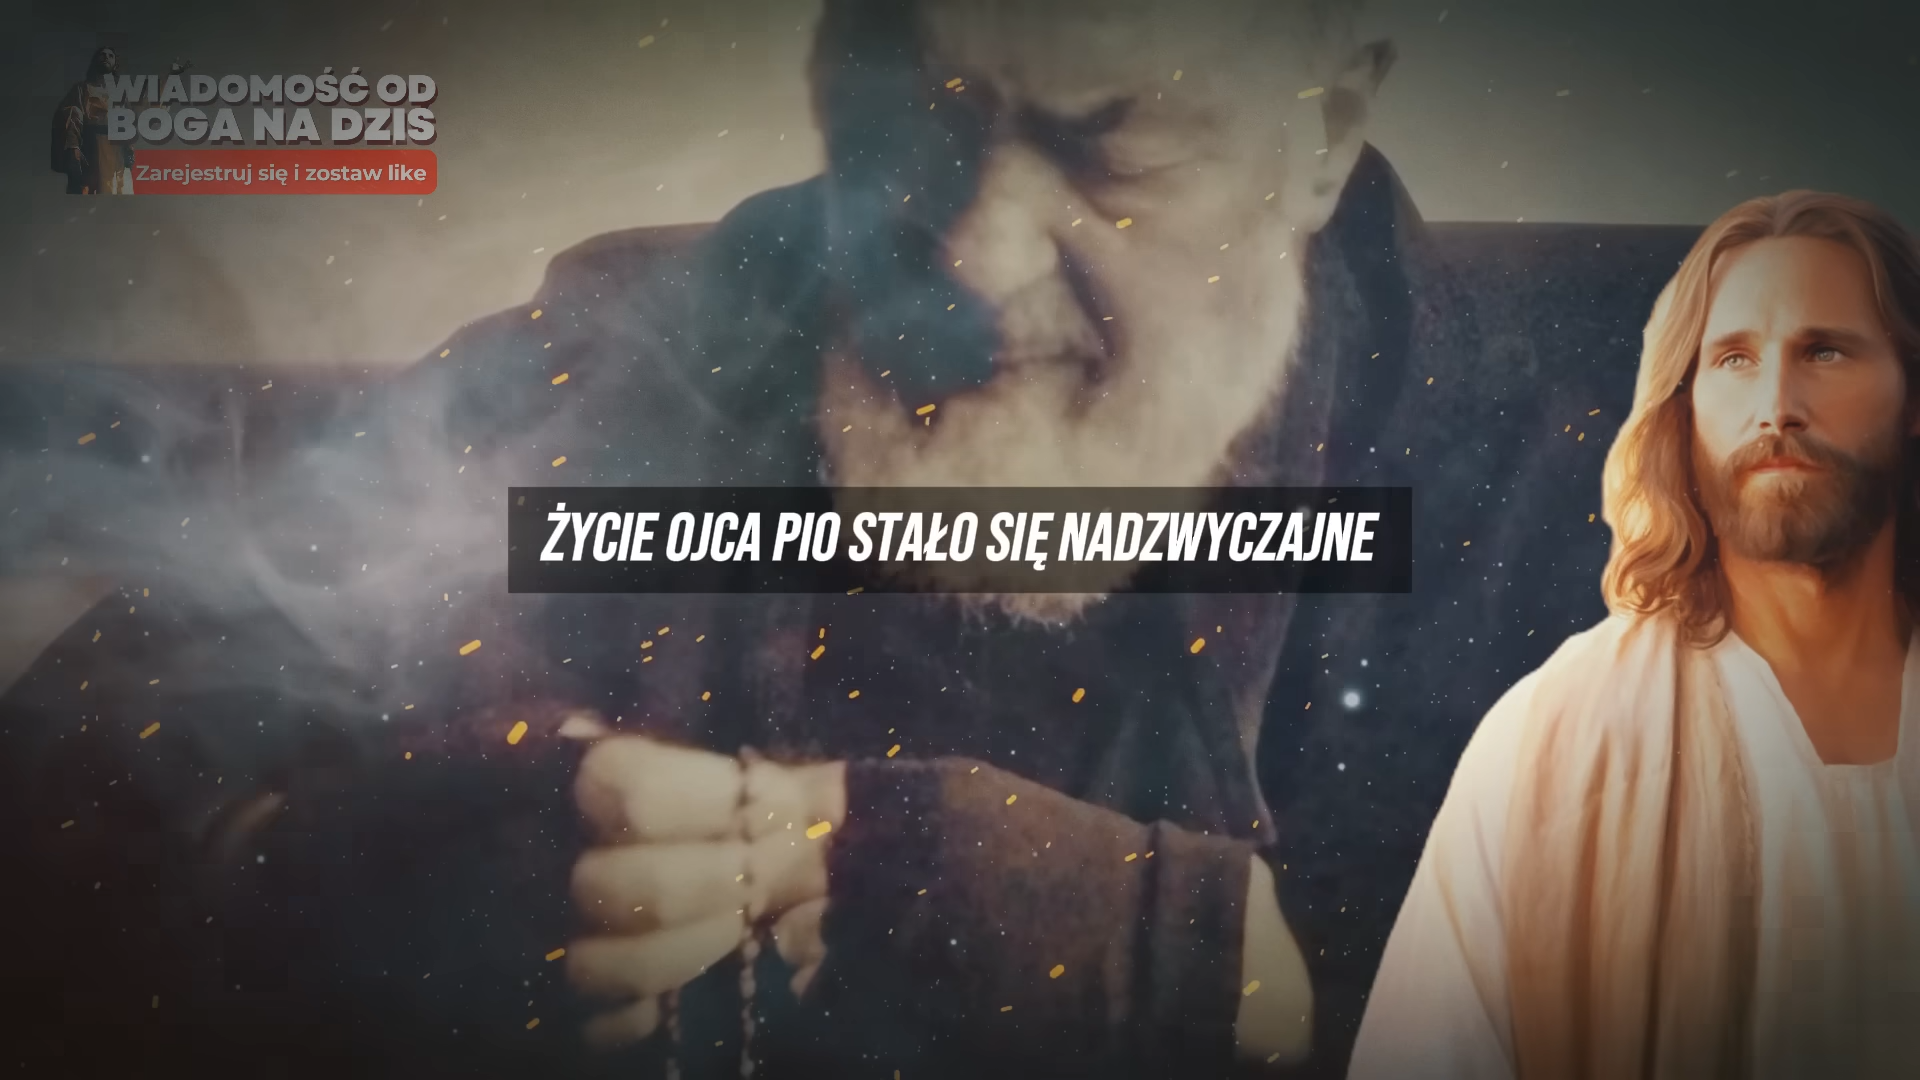 WIADOMOŚĆ OD
BOGA NA DZIS
Zarejestruj się i zostaw like
ŻYCIE OJCA PIO STAŁO SIĘ NADZWYCZAJNE